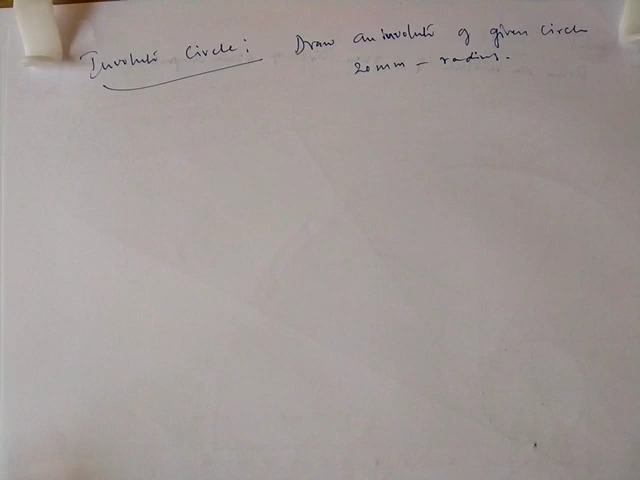 Involute Circle: Draw an involute of given Circle
20mm - radius.